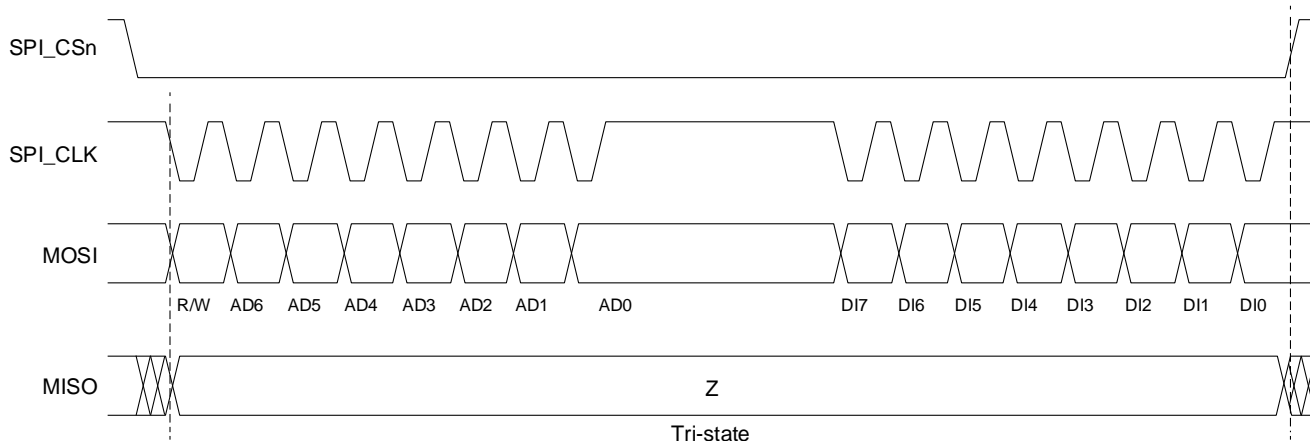 SPI_CSn
SPI_CLK
MOSI
R/W AD6 AD5 AD4 AD3 AD2 AD1 AD0 DI7 DI6 DI5 DI4 DI3 DI2 DI1 DI0
MISO Z
Tri-state